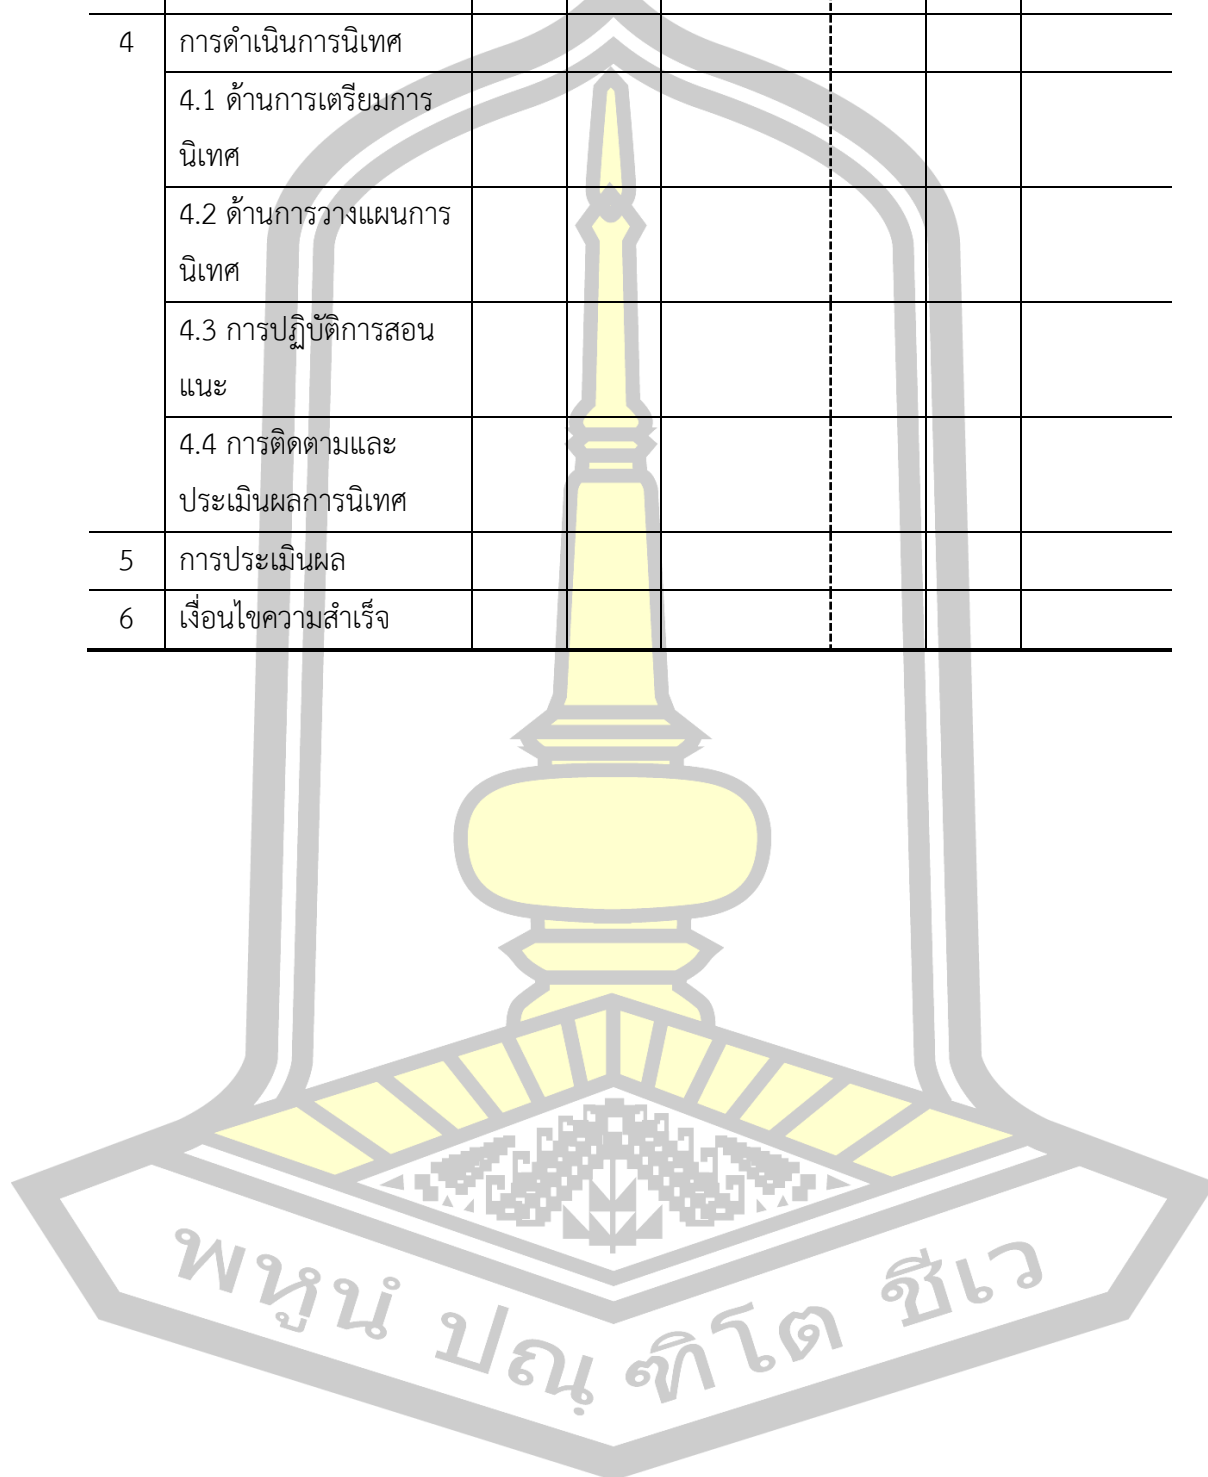 4 การดำเนินการนิเทศ
4.1 ด้านการเตรียมการ
นิเทศ
4.2 ด้านการวางแผนการ
นิเทศ
4.3 การปฏิบัติการสอน
แนะ
4.4 การติดตามและ
ประเมินผลการนิเทศ
5 การประเมินผล
6 เงื่อนไขความสำเร็จ
พหูนํ ปณฺฑิโต ชีเว